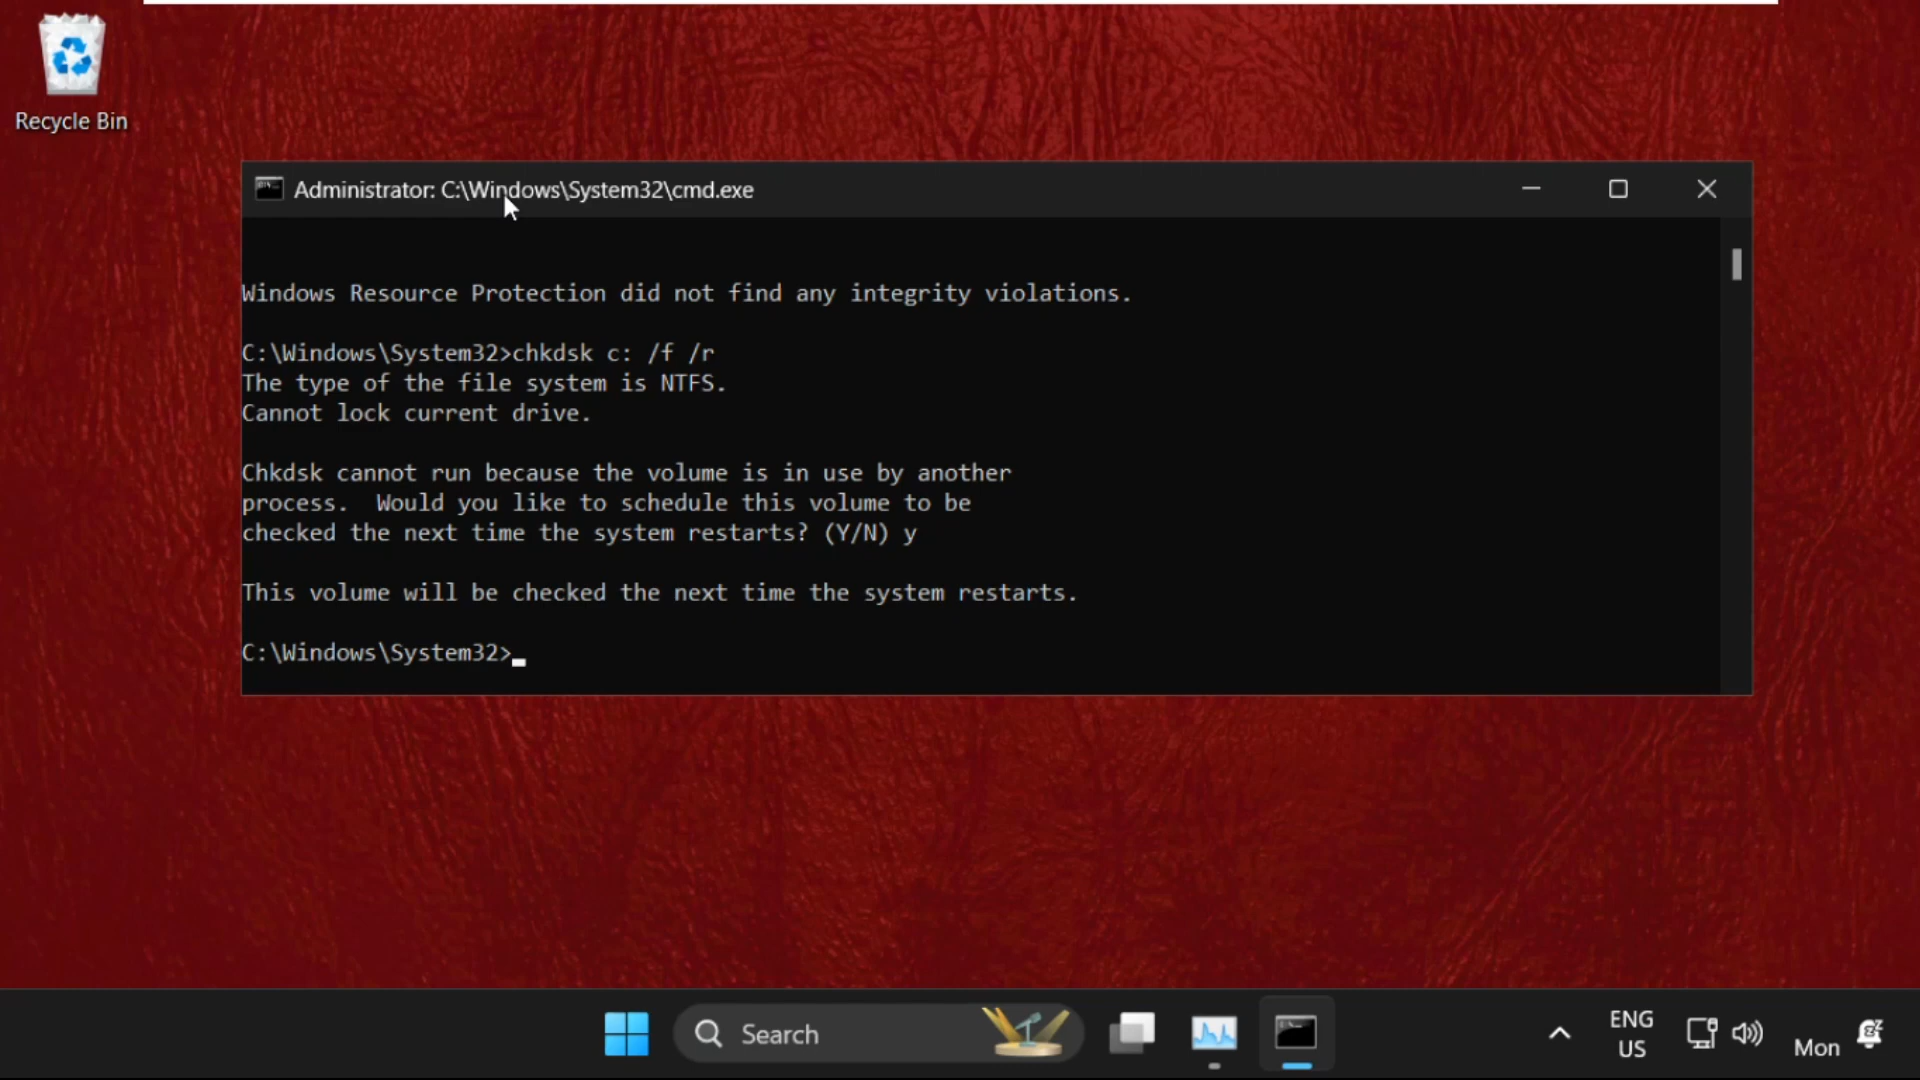 Recycle Bin
Administrator: C:\Windows\System32\cmd.exe
Windows Resource Protection did not find any integrity violations.
C:\Windows\System32>chkdsk c: /f /r
The type of the file system is NTFS.
Cannot lock current drive.
Chkdsk cannot run because the volume is in use by another
process.  Would you like to schedule this volume to be
checked the next time the system restarts? (Y/N) y
This volume will be checked the next time the system restarts.
C:\Windows\System32>
Search
ENG
US
Mon